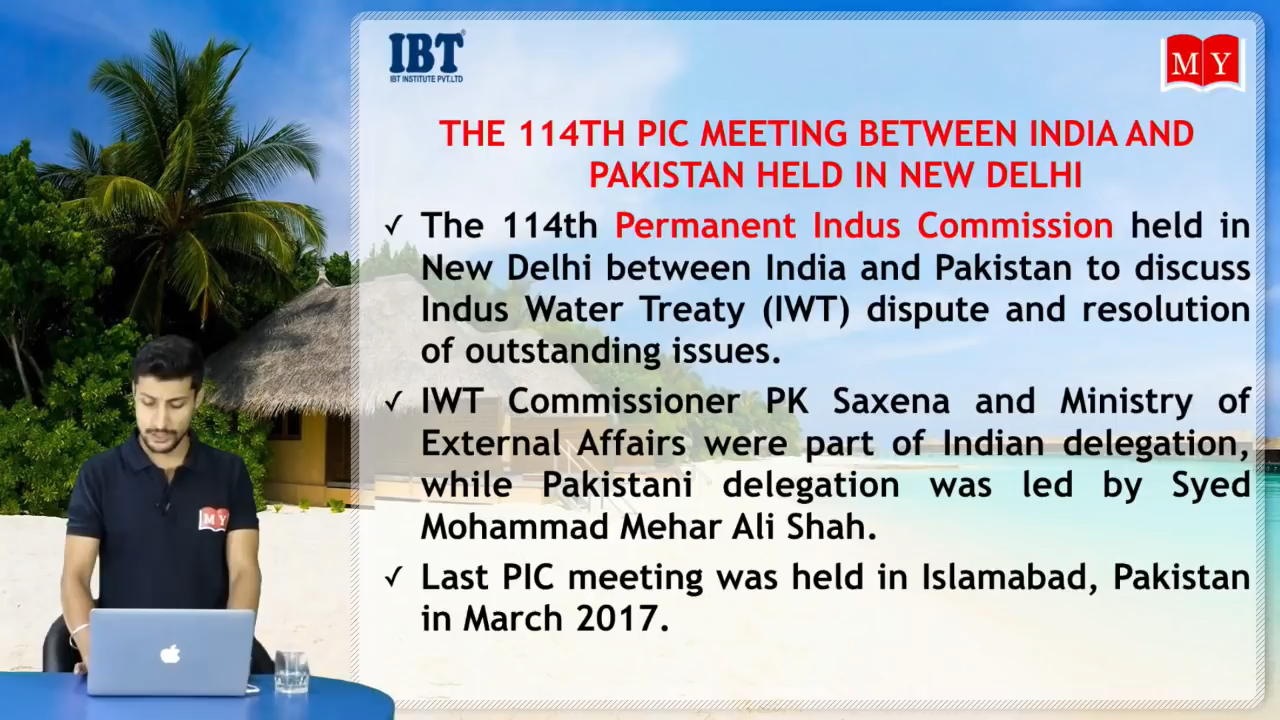 IBT
IBT INSTITUTE PVT.LTD
M Y
THE 114TH PIC MEETING BETWEEN INDIA AND
PAKISTAN HELD IN NEW DELHI
✓ The 114th Permanent Indus Commission held in
New Delhi between India and Pakistan to discuss
Indus Water Treaty (IWT) dispute and resolution
of outstanding issues.
✓ IWT Commissioner PK Saxena and Ministry of
External Affairs were part of Indian delegation,
while Pakistani delegation was led by Syed
Mohammad Mehar Ali Shah.
✓ Last PIC meeting was held in Islamabad, Pakistan
in March 2017.
M Y